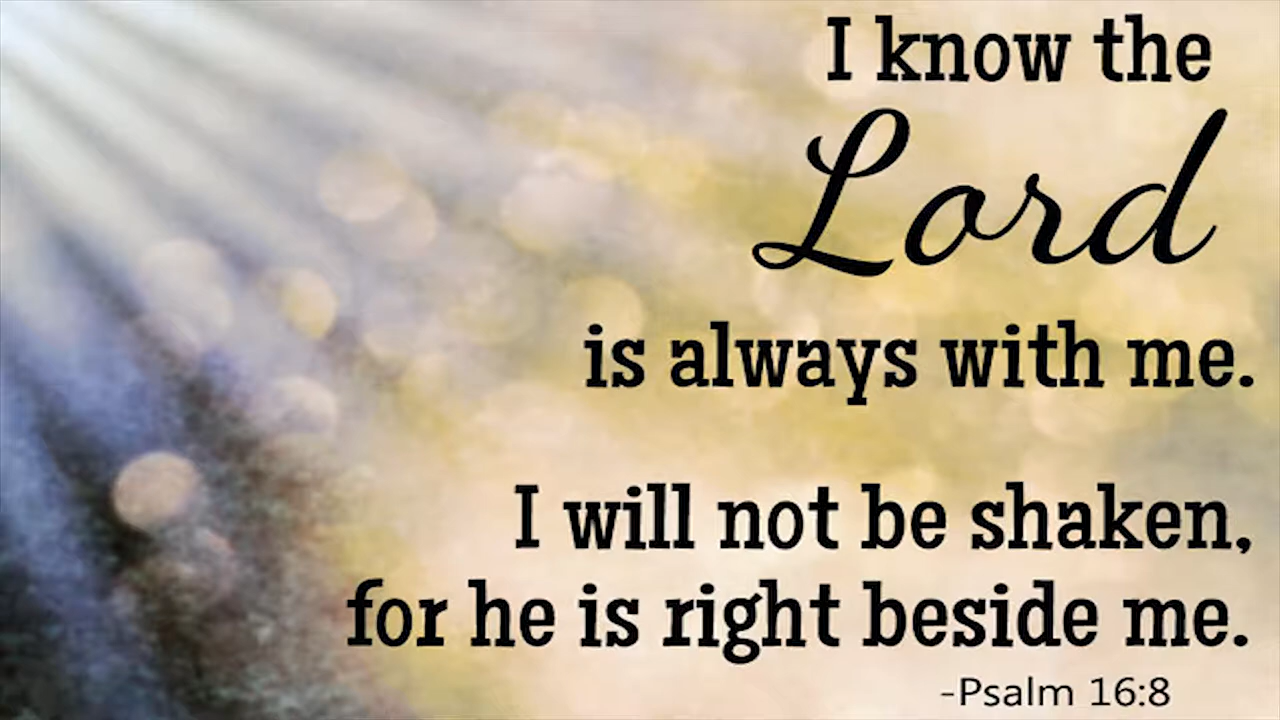 I know the
Lord
is always with me.
I will not be shaken,
for he is right beside me.
-Psalm 16:8